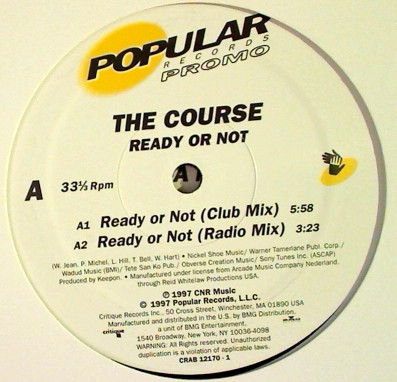 POPULAR
RECORDS
PROMO
THE COURSE
READY OR NOT
A
33⅓ Rpm
A1 Ready or Not (Club Mix) 5:58
A2 Ready or Not (Radio Mix) 3:23
(W. Jean, P. Michel, L. Hill, T. Bell, W. Hart) • Nickel Shoe Music/ Warner Tamerlane Publ. Corp./
Wadud Music (BMI)/ Tete San Ko Pub./ Obverse Creation Music/ Sony Tunes Inc. (ASCAP)
Produced by Keepon. • Manufactured under license from Arcade Music Company Nederland.
through Reid Whitelaw Productions USA.
℗ 1997 CNR Music
© 1997 Popular Records, L.L.C.
Critique Records Inc., 50 Cross Street, Winchester, MA 01890 USA
Manufactured and distributed in the U.S. by BMG Distribution.
critique
a unit of BMG Entertainment.
1540 Broadway, New York, NY 10036-4098
WARNING: All Rights reserved. Unauthorized
duplication is a violation of applicable laws.
CRAB 12170 - 1